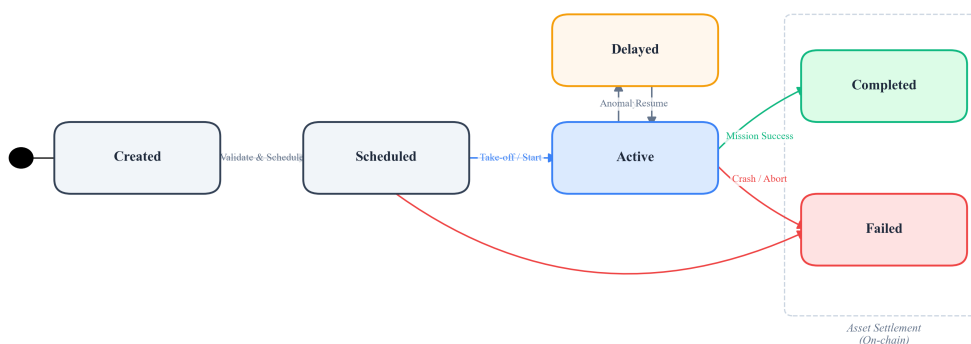 Delayed
Completed
Anomal
Resume
Mission Success
Created
Validate & Schedule
Scheduled
Take-off / Start
Active
Crash / Abort
Failed
Asset Settlement
(On-chain)